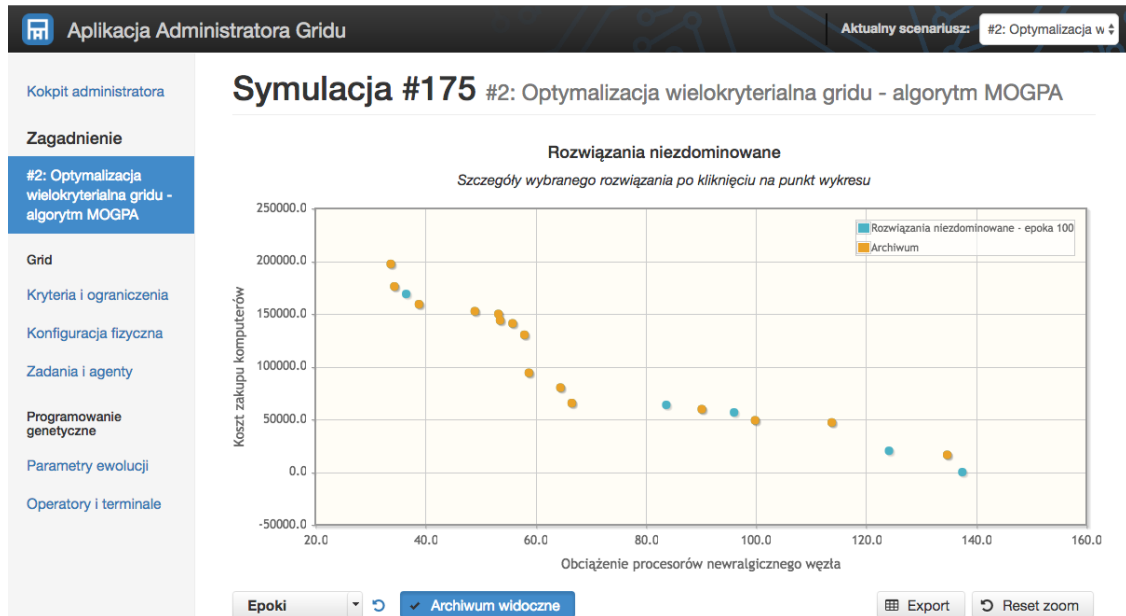 Aplikacja Administratora Gridu
Aktualny scenariusz:
#2: Optymalizacja w
Kokpit administratora
Zagadnienie
#2: Optymalizacja
wielokryterialna gridu -
algorytm MOGPA
Grid
Kryteria i ograniczenia
Konfiguracja fizyczna
Zadania i agenty
Programowanie
genetyczne
Parametry ewolucji
Operatory i terminale
Symulacja #175 #2: Optymalizacja wielokryterialna gridu - algorytm MOGPA
Rozwiązania niezdominowane
Szczegóły wybranego rozwiązania po kliknięciu na punkt wykresu
Rozwiązania niezdominowane - epoka 100
Archiwum
Koszt zakupu komputerów
250000.0
200000.0
150000.0
100000.0
50000.0
0.0
-50000.0
20.0 40.0 60.0 80.0 100.0 120.0 140.0 160.0
Obciążenie procesorów newralgicznego węzła
Epoki
Archiwum widoczne
Export
Reset zoom